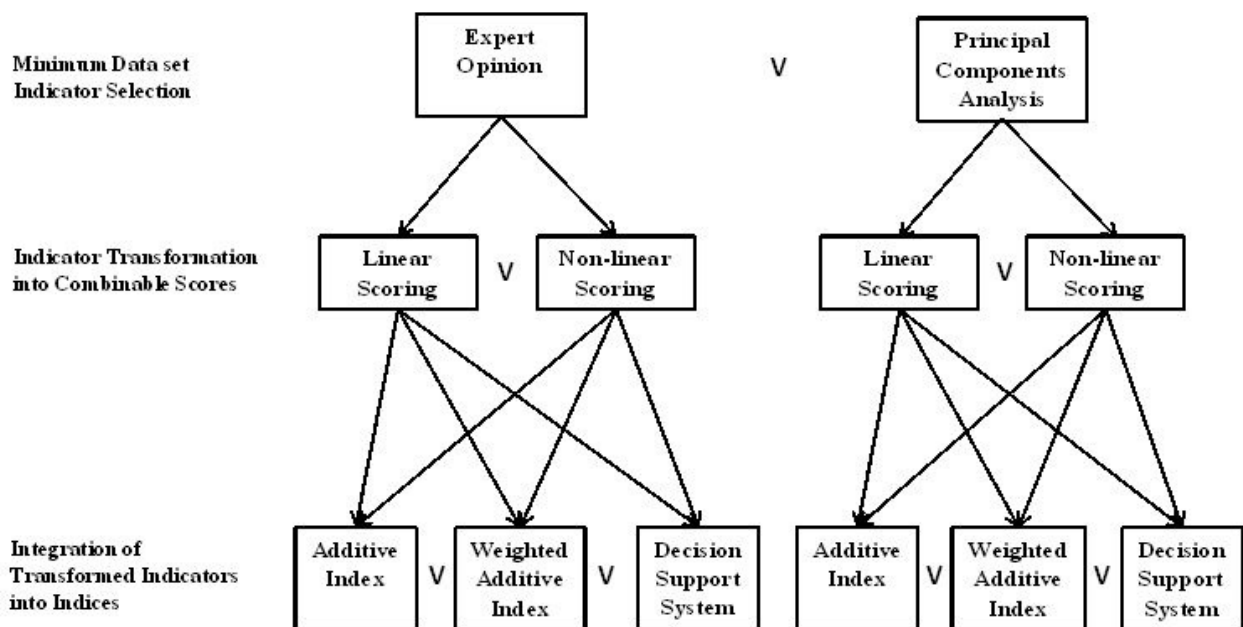 Minimum Data set
Indicator Selection
Expert
Opinion
V
Principal
Components
Analysis
Indicator Transformation
into Combinable Scores
Linear
Scoring
V
Non-linear
Scoring
Linear
Scoring
V
Non-linear
Scoring
Integration of
Transformed Indicators
into Indices
Additive
Index
V
Weighted
Additive
Index
V
Decision
Support
System
Additive
Index
V
Weighted
Additive
Index
V
Decision
Support
System